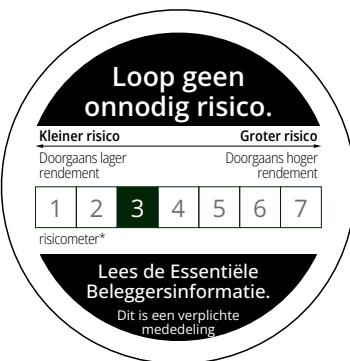 Loop geen
onnodig risico.
Kleiner risico Groter risico
Doorgaans lager Doorgaans hoger
rendement rendement
1 2 3 4 5 6 7
risicometer*
Lees de Essentiële
Beleggersinformatie.
Dit is een verplichte
mededeling